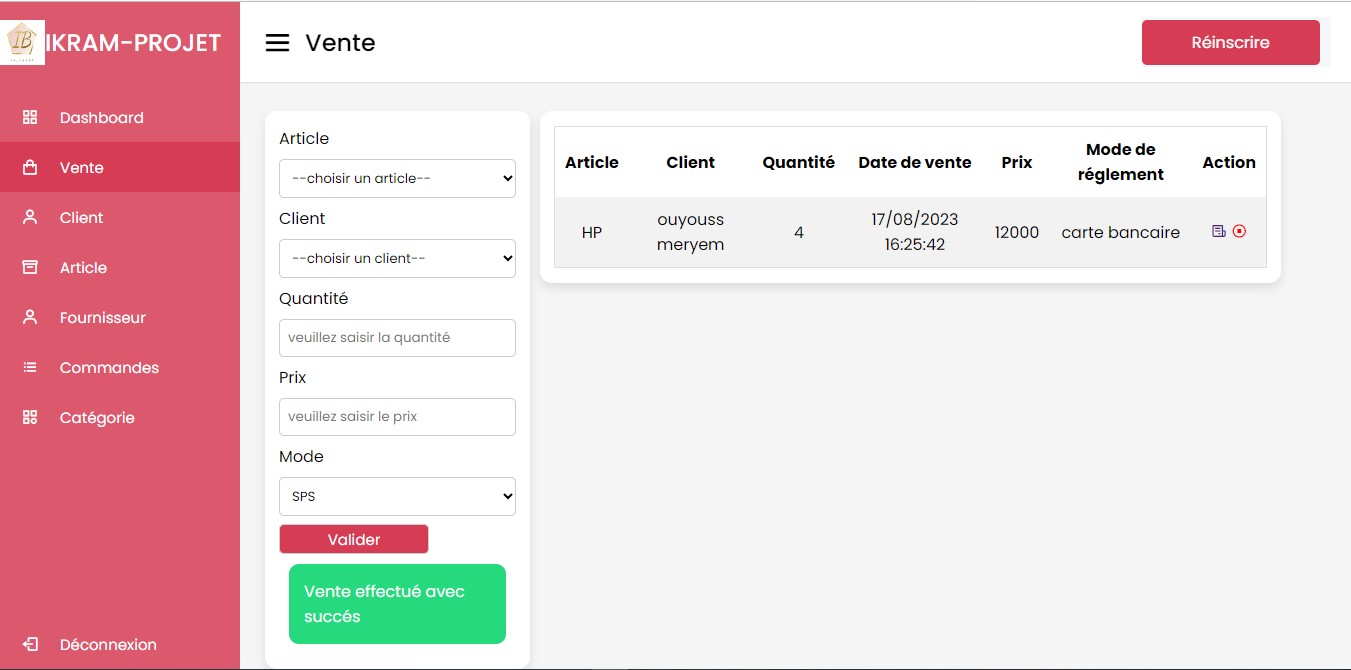 IB
IKRAM-PROJET
Dashboard
Vente
Client
Article
Fournisseur
Commandes
Catégorie
Déconnexion
Vente
Réinscrire
Article
--choisir un article--
Client
--choisir un client--
Quantité
veuillez saisir la quantité
Prix
veuillez saisir le prix
Mode
SPS
Valider
Vente effectué avec
succés
Article Client Quantité Date de vente Prix Mode de
réglement Action
HP ouyouss
meryem 4 17/08/2023
16:25:42 12000 carte bancaire